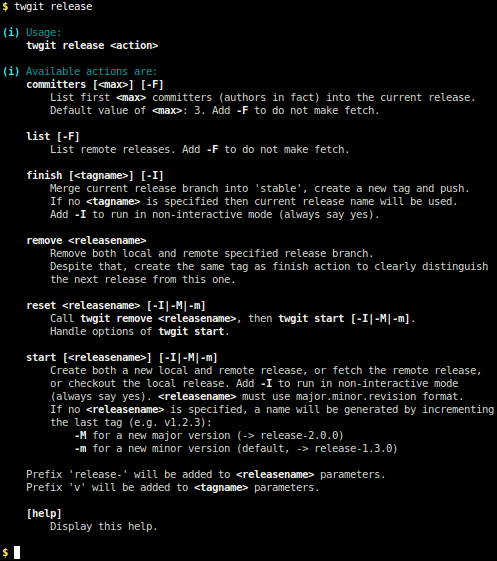 $ twgit release
(i) Usage:
twgit release <action>
(i) Available actions are:
committers [<max>] [-F]
List first <max> committers (authors in fact) into the current release.
Default value of <max>: 3. Add -F to do not make fetch.
list [-F]
List remote releases. Add -F to do not make fetch.
finish [<tagname>] [-I]
Merge current release branch into 'stable', create a new tag and push.
If no <tagname> is specified then current release name will be used.
Add -I to run in non-interactive mode (always say yes).
remove <releasename>
Remove both local and remote specified release branch.
Despite that, create the same tag as finish action to clearly distinguish
the next release from this one.
reset <releasename> [-I|-M|-m]
Call twgit remove <releasename>, then twgit start [-I|-M|-m].
Handle options of twgit start.
start [<releasename>] [-I|-M|-m]
Create both a new local and remote release, or fetch the remote release,
or checkout the local release. Add -I to run in non-interactive mode
(always say yes). <releasename> must use major.minor.revision format.
If no <releasename> is specified, a name will be generated by incrementing
the last tag (e.g. v1.2.3):
-M for a new major version (-> release-2.0.0)
-m for a new minor version (default, -> release-1.3.0)
Prefix 'release-' will be added to <releasename> parameters.
Prefix 'v' will be added to <tagname> parameters.
[help]
Display this help.
$